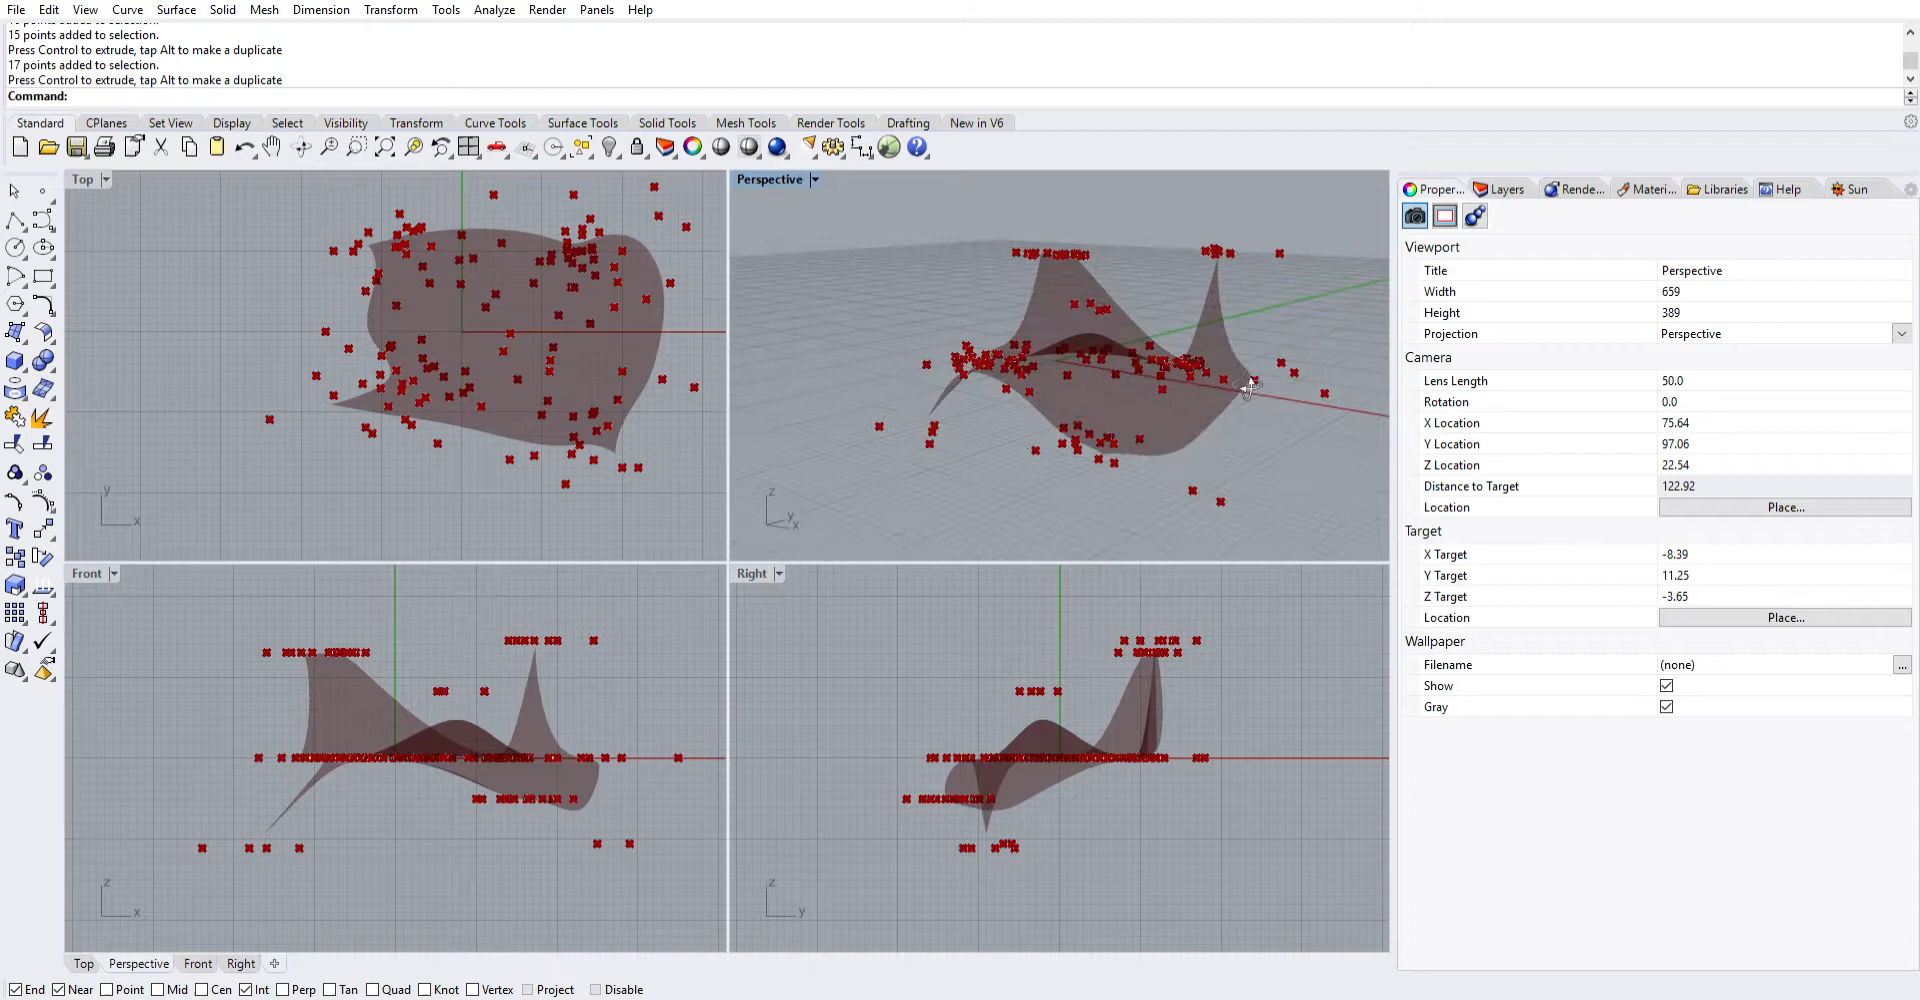 File Edit View Curve Surface Solid Mesh Dimension Transform Tools Analyze Render Panels Help
15 points added to selection.
Press Control to extrude, tap Alt to make a duplicate
17 points added to selection.
Press Control to extrude, tap Alt to make a duplicate
Command:
Standard CPlanes Set View Display Select Visibility Transform Curve Tools Surface Tools Solid Tools Mesh Tools Render Tools Drafting New in V6
Top
Perspective
Proper... Layers Rende... Materi... Libraries Help Sun
Viewport
Title Perspective
Width 659
Height 389
Projection Perspective
Camera
Lens Length 50.0
Rotation 0.0
X Location 75.64
Y Location 97.06
Z Location 22.54
Distance to Target 122.92
Location Place...
Target
X Target -8.39
Y Target 11.25
Z Target -3.65
Location Place...
Wallpaper
Filename (none) ...
Show
Gray
y
x
z
y
x
Front
Right
z
x
z
y
Top Perspective Front Right
End Near Point Mid Cen Int Perp Tan Quad Knot Vertex Project Disable